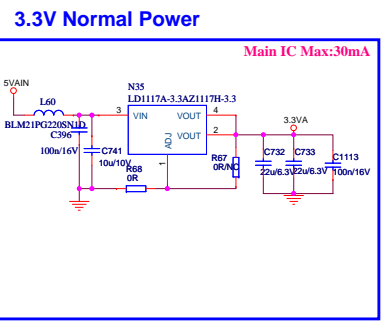 3.3V Normal Power
Main IC Max:30mA
5VAIN
L60
BLM21PG220SN1D
C396
100n/16V
C741
10u/10V
N35
LD1117A-3.3AZ1117H-3.3
3
VIN
VOUT
4
VOUT
2
ADJ
1
R68
0R
R67
0R/NC
3.3VA
C732
22u/6.3V
C733
22u/6.3V
C1113
100n/16V